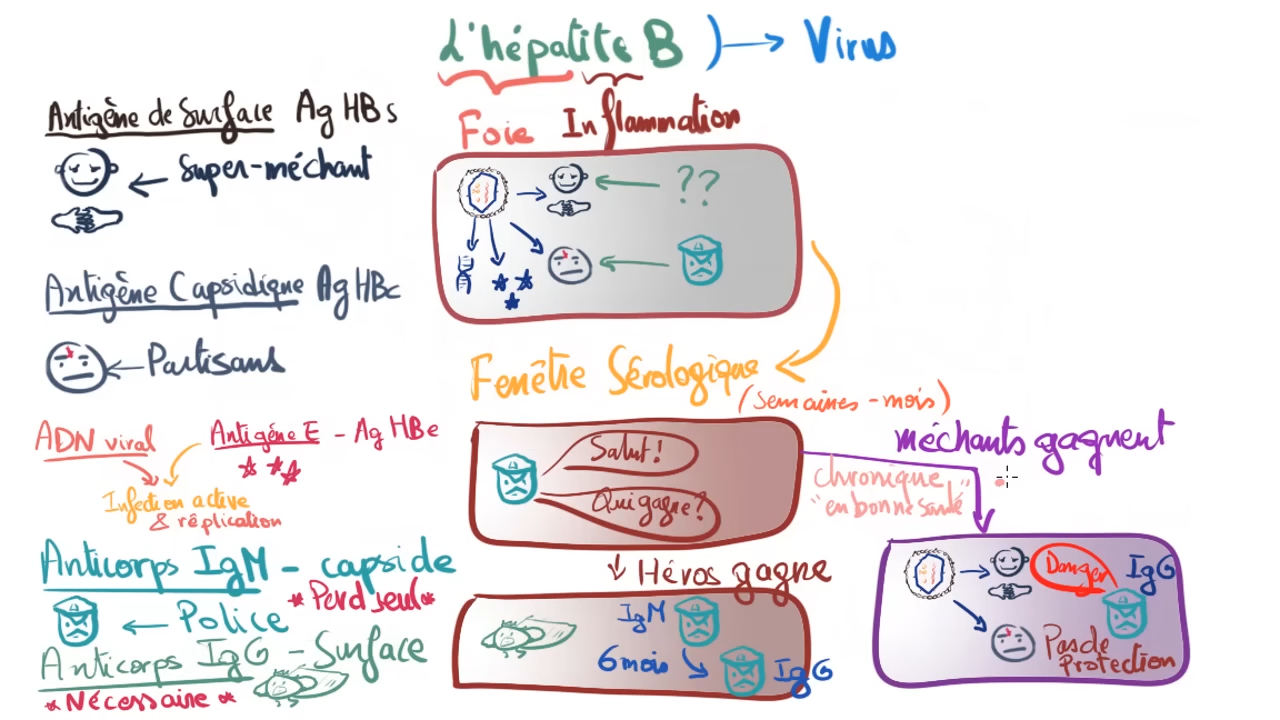 L'hépatite B ) → Virus
Foie Inflammation
Antigène de Surface Ag HBs
← Super-méchant
??
Antigène Capsidique Ag HBc
← Partisans
Fenêtre Sérologique
(semaines - mois)
ADN viral
Antigène E - Ag HBe
Infection active
& réplication
Salut!
Qui gagne?
méchants gagnent
chronique
"en bonne santé"
Anticorps IgM - capside
* Perd seul *
← Police
Anticorps IgG - Surface
* Nécessaire *
↓ Héros gagne
IgM
6 mois
IgG
Danger
IgG
Pas de
Protection